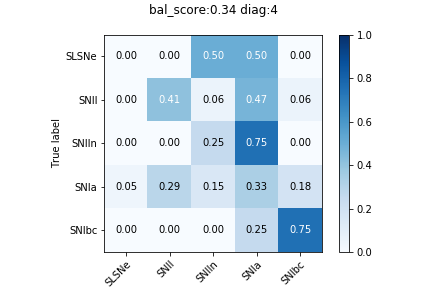 bal_score:0.34 diag:4
1.0
SLSNe 0.00 0.00 0.50 0.50 0.00
0.8
SNII 0.00 0.41 0.06 0.47 0.06
0.6
True label
SNIIn 0.00 0.00 0.25 0.75 0.00
0.4
SNIa 0.05 0.29 0.15 0.33 0.18
0.2
SNIbc 0.00 0.00 0.00 0.25 0.75
0.0
SLSNe SNII SNIIn SNIa SNIbc